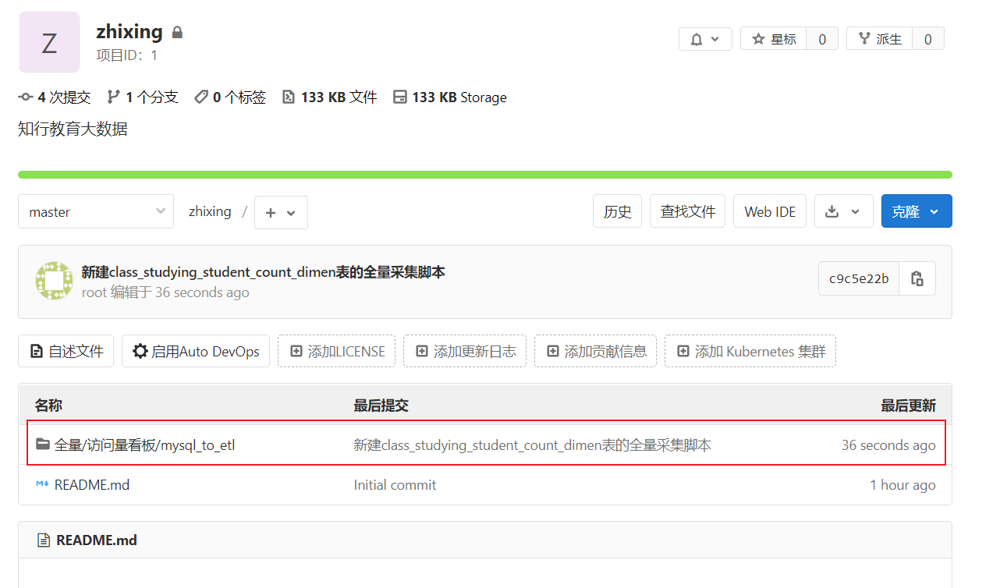 Z
zhixing
项目ID： 1
星标 0 派生 0
4 次提交 1 个分支 0 个标签 133 KB 文件 133 KB Storage
知行教育大数据
master zhixing / + 历史 查找文件 Web IDE 克隆
新建class_studying_student_count_dimen表的全量采集脚本
root 编辑于 36 seconds ago
c9c5e22b
自述文件 启用Auto DevOps 添加LICENSE 添加更新日志 添加贡献信息 添加 Kubernetes 集群
名称 最后提交 最后更新
全量/访问量看板/mysql_to_etl 新建class_studying_student_count_dimen表的全量采集脚本 36 seconds ago
README.md Initial commit 1 hour ago
README.md